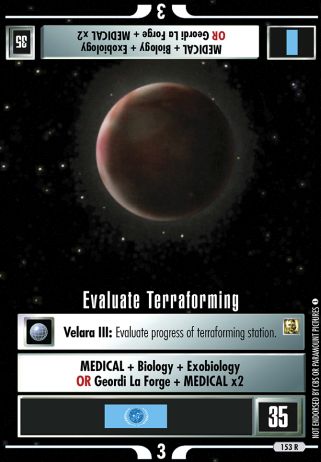 3
MEDICAL + Biology + Exobiology
OR Geordi La Forge + MEDICAL x2
35
Evaluate Terraforming
Velara III: Evaluate progress of terraforming station.
MEDICAL + Biology + Exobiology
OR Geordi La Forge + MEDICAL x2
35
153 R
3
NOT ENDORSED BY CBS OR PARAMOUNT PICTURES